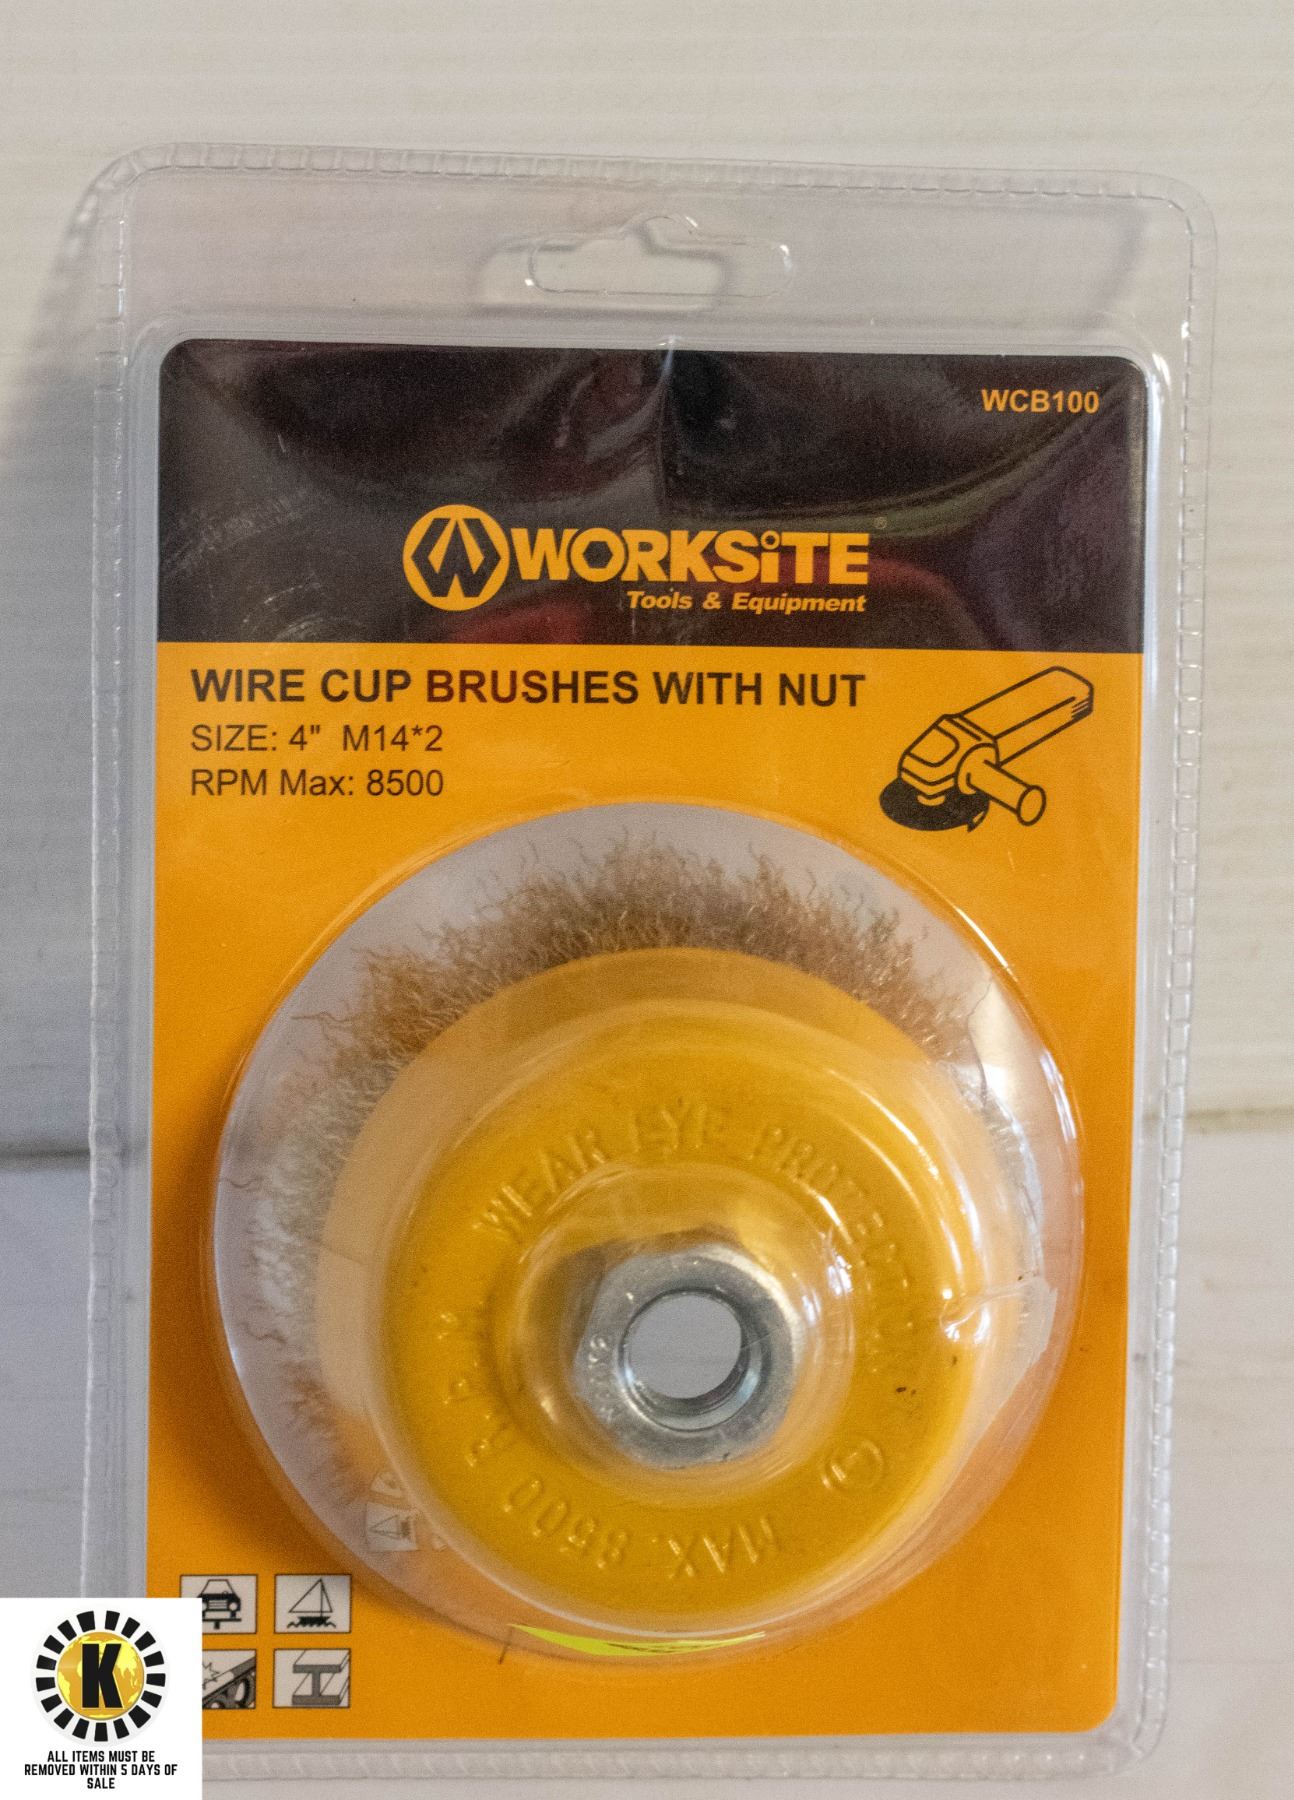 WCB100
WORKSiTE®
Tools & Equipment
WIRE CUP BRUSHES WITH NUT
SIZE: 4" M14*2
RPM Max: 8500
WEAR EYE PROTECTION
MAX. 8500 R.P.M.
K
ALL ITEMS MUST BE
REMOVED WITHIN 5 DAYS OF
SALE